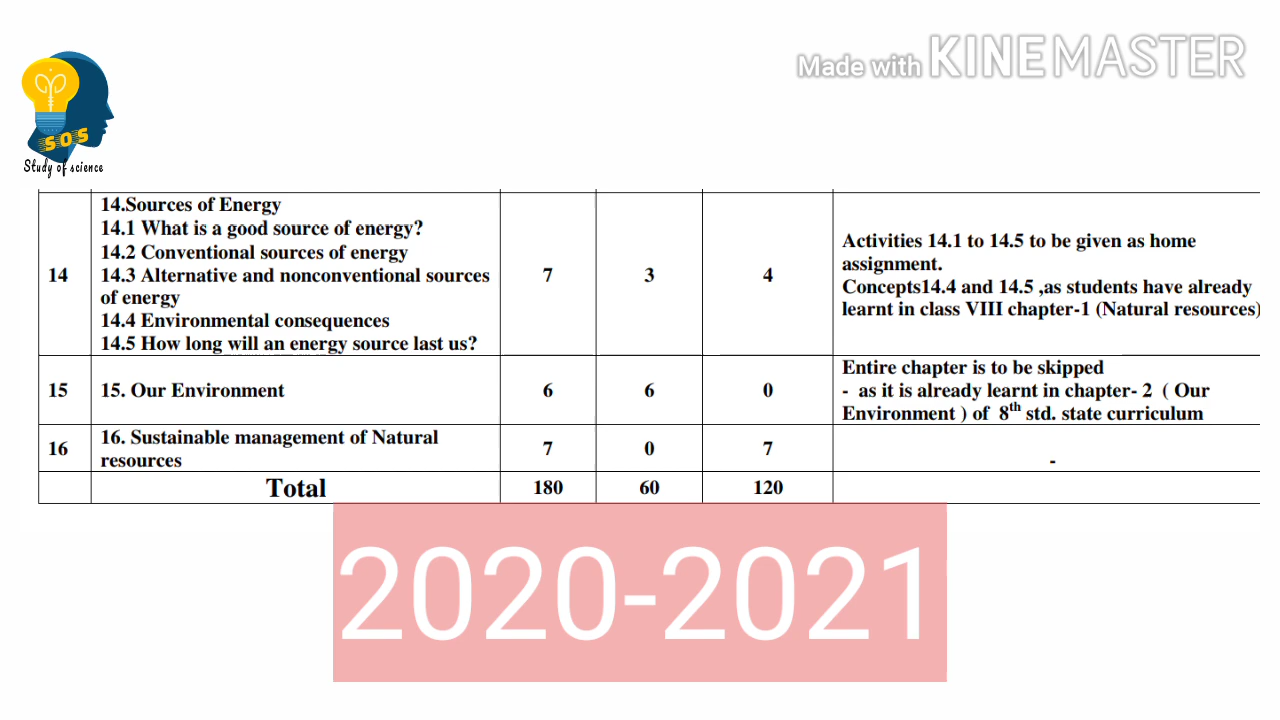 Made with KINEMASTER
SOS
Study of science
14.Sources of Energy
14.1 What is a good source of energy?
14.2 Conventional sources of energy
14.3 Alternative and nonconventional sources
of energy
14.4 Environmental consequences
14.5 How long will an energy source last us?
14
7
3
4
Activities 14.1 to 14.5 to be given as home
assignment.
Concepts14.4 and 14.5 ,as students have already
learnt in class VIII chapter-1 (Natural resources)
15
15. Our Environment
6
6
0
Entire chapter is to be skipped
- as it is already learnt in chapter- 2 ( Our
Environment ) of 8th std. state curriculum
16
16. Sustainable management of Natural
resources
7
0
7
-
Total
180
60
120
2020-2021